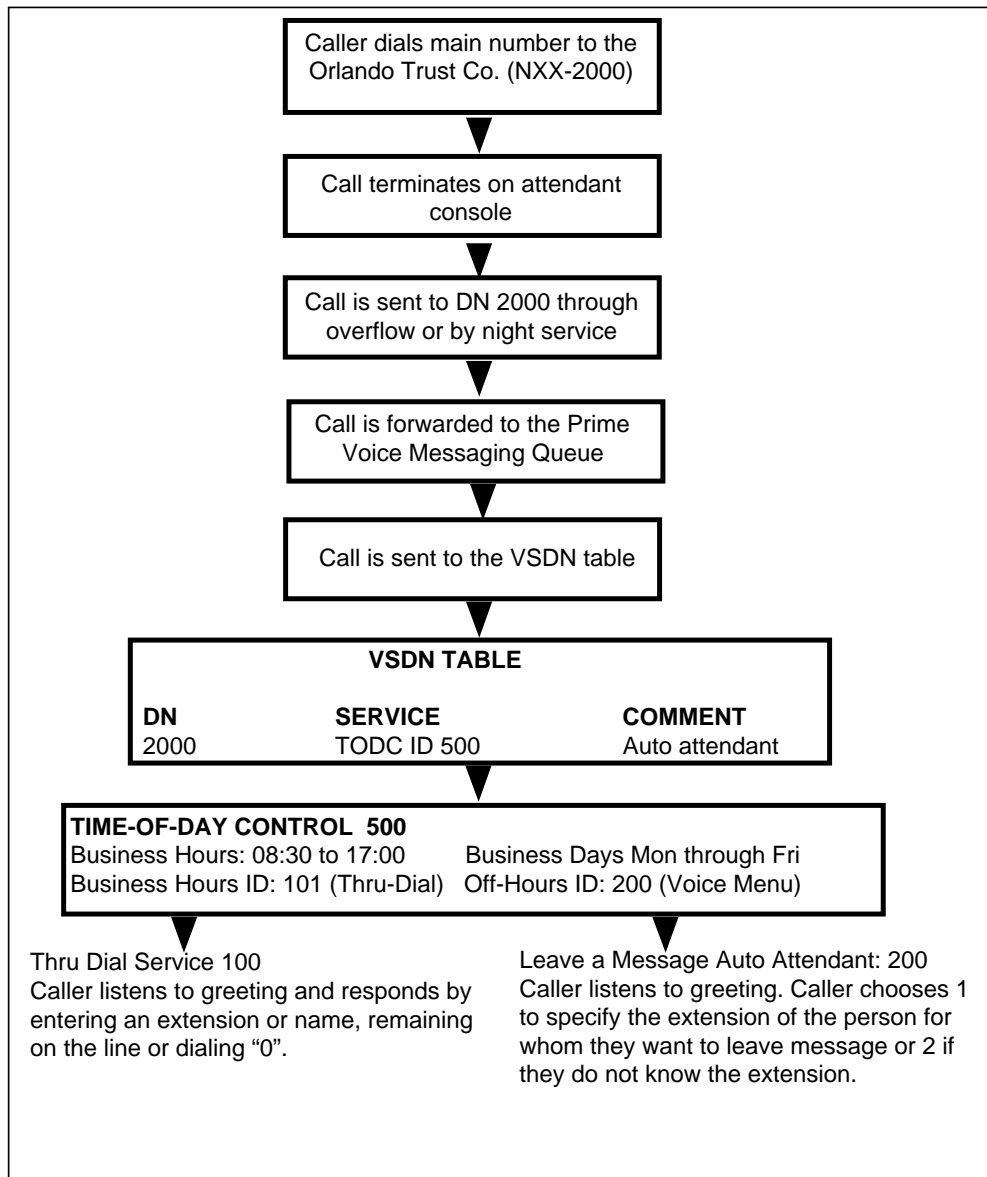 Caller dials main number to the
Orlando Trust Co. (NXX-2000)
Call terminates on attendant
console
Call is sent to DN 2000 through
overflow or by night service
Call is forwarded to the Prime
Voice Messaging Queue
Call is sent to the VSDN table
VSDN TABLE
DN SERVICE COMMENT
2000 TODC ID 500 Auto attendant
TIME-OF-DAY CONTROL 500
Business Hours: 08:30 to 17:00 Business Days Mon through Fri
Business Hours ID: 101 (Thru-Dial) Off-Hours ID: 200 (Voice Menu)
Thru Dial Service 100
Caller listens to greeting and responds by
entering an extension or name, remaining
on the line or dialing “0”.
Leave a Message Auto Attendant: 200
Caller listens to greeting. Caller chooses 1
to specify the extension of the person for
whom they want to leave message or 2 if
they do not know the extension.